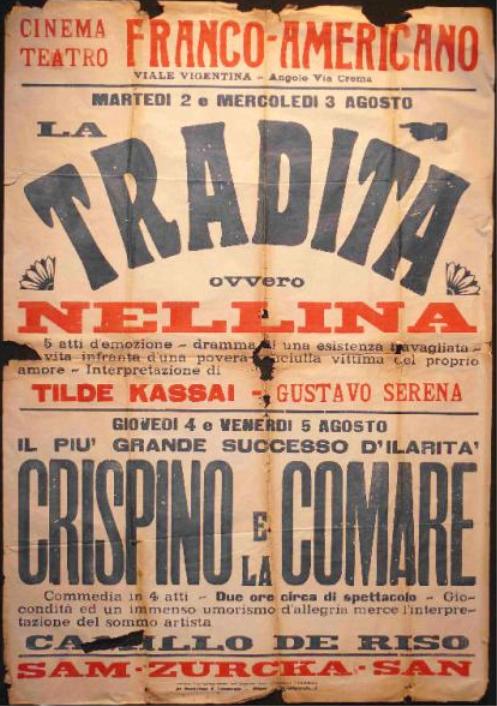 CINEMA TEATRO FRANCO-AMERICANO
VIALE VIGENTINA - Angolo Via Crema
MARTEDI 2 e MERCOLEDI 3 AGOSTO
LA
TRADITA
ovvero
NELLINA
5 atti d'emozione - dramma di una esistenza travagliata -
vita infranta d'una povera fanciulla vittima del proprio
amore - Interpretazione di
TILDE KASSAI - GUSTAVO SERENA
GIOVEDI 4 e VENERDI 5 AGOSTO
IL PIU' GRANDE SUCCESSO D'ILARITA'
CRISPINO E LA COMARE
Commedia in 4 atti - Due ore circa di spettacolo - Gio-
condità ed un immenso umorismo d'allegria merce l'interpre-
tazione del sommo artista
CAMILLO DE RISO
SAM-ZURCKA-SAN